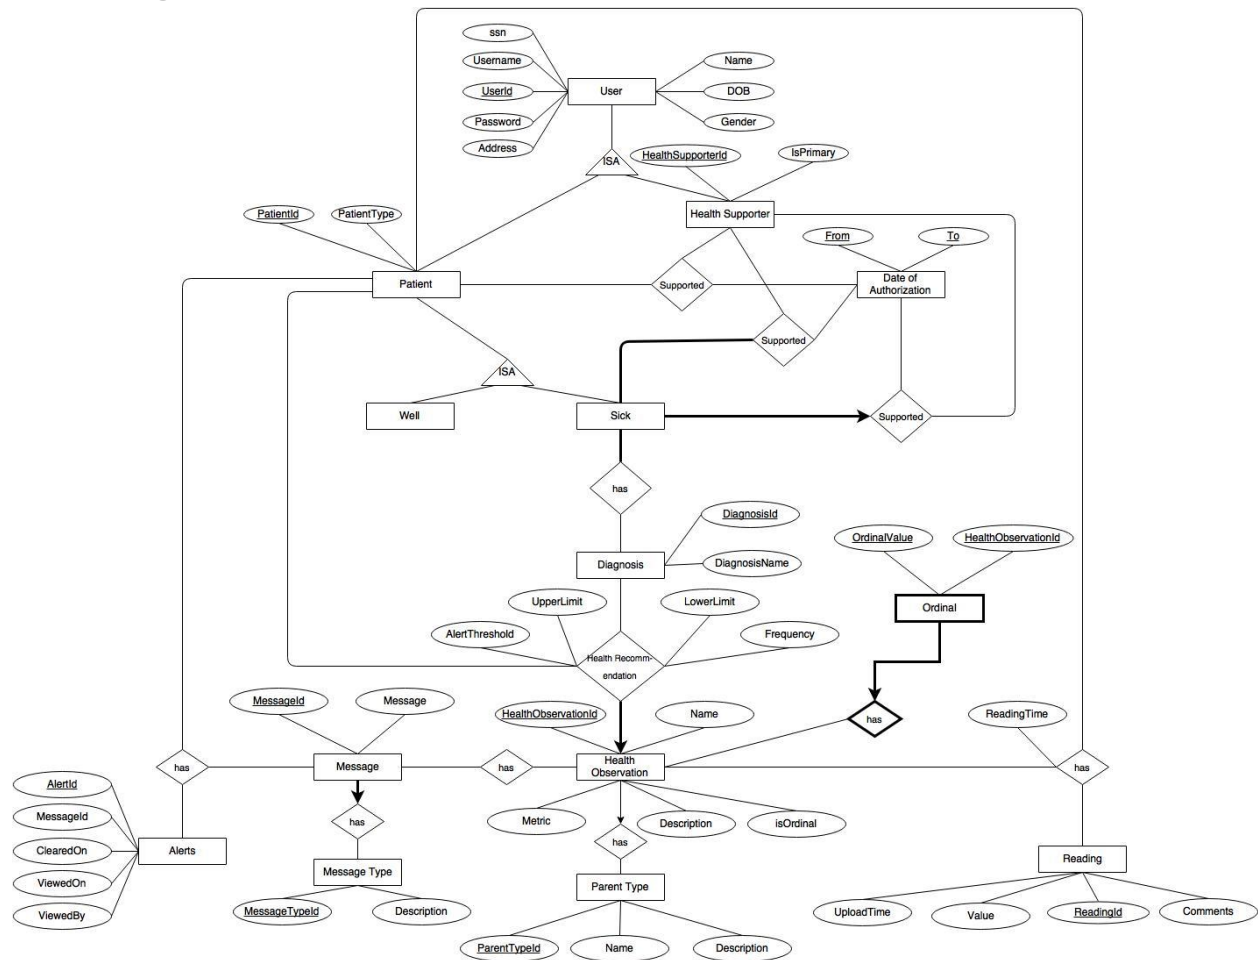 ssn
Username
Name
UserId
User
DOB
Password
Gender
Address
ISA
HealthSupporterId
IsPrimary
PatientId
PatientType
Health Supporter
From
To
Patient
Supported
Date of
Authorization
Supported
ISA
Well
Sick
Supported
has
DiagnosisId
OrdinalValue
HealthObservationId
Diagnosis
DiagnosisName
UpperLimit
LowerLimit
Ordinal
AlertThreshold
Frequency
Health Recomm-
endation
MessageId
Message
HealthObservationId
Name
has
ReadingTime
has
Message
has
Health
Observation
has
AlertId
MessageId
Metric
Description
isOrdinal
has
has
ClearedOn
Alerts
Message Type
Reading
ViewedOn
Parent Type
ViewedBy
MessageTypeId
Description
UploadTime
Value
ReadingId
Comments
ParentTypeId
Name
Description